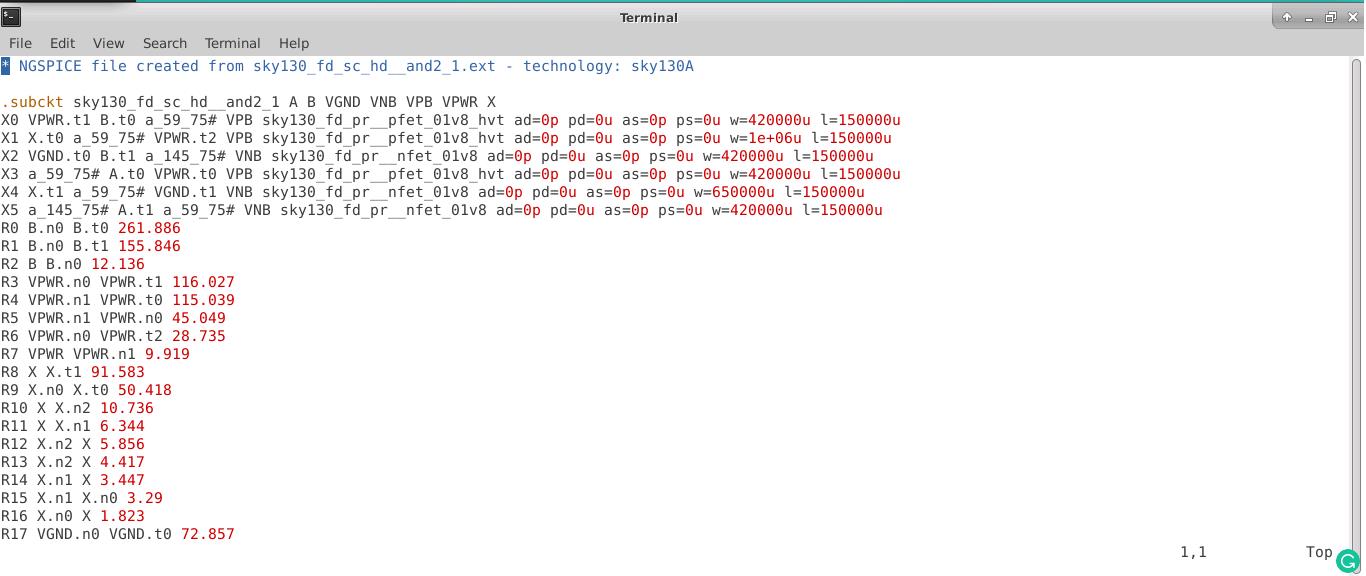 Terminal
File Edit View Search Terminal Help
* NGSPICE file created from sky130_fd_sc_hd__and2_1.ext - technology: sky130A
.subckt sky130_fd_sc_hd__and2_1 A B VGND VNB VPB VPWR X
X0 VPWR.t1 B.t0 a_59_75# VPB sky130_fd_pr__pfet_01v8_hvt ad=0p pd=0u as=0p ps=0u w=420000u l=150000u
X1 X.t0 a_59_75# VPWR.t2 VPB sky130_fd_pr__pfet_01v8_hvt ad=0p pd=0u as=0p ps=0u w=1e+06u l=150000u
X2 VGND.t0 B.t1 a_145_75# VNB sky130_fd_pr__nfet_01v8 ad=0p pd=0u as=0p ps=0u w=420000u l=150000u
X3 a_59_75# A.t0 VPWR.t0 VPB sky130_fd_pr__pfet_01v8_hvt ad=0p pd=0u as=0p ps=0u w=420000u l=150000u
X4 X.t1 a_59_75# VGND.t1 VNB sky130_fd_pr__nfet_01v8 ad=0p pd=0u as=0p ps=0u w=650000u l=150000u
X5 a_145_75# A.t1 a_59_75# VNB sky130_fd_pr__nfet_01v8 ad=0p pd=0u as=0p ps=0u w=420000u l=150000u
R0 B.n0 B.t0 261.886
R1 B.n0 B.t1 155.846
R2 B B.n0 12.136
R3 VPWR.n0 VPWR.t1 116.027
R4 VPWR.n1 VPWR.t0 115.039
R5 VPWR.n1 VPWR.n0 45.049
R6 VPWR.n0 VPWR.t2 28.735
R7 VPWR VPWR.n1 9.919
R8 X X.t1 91.583
R9 X.n0 X.t0 50.418
R10 X X.n2 10.736
R11 X X.n1 6.344
R12 X.n2 X 5.856
R13 X.n2 X 4.417
R14 X.n1 X 3.447
R15 X.n1 X.n0 3.29
R16 X.n0 X 1.823
R17 VGND.n0 VGND.t0 72.857
1,1 Top